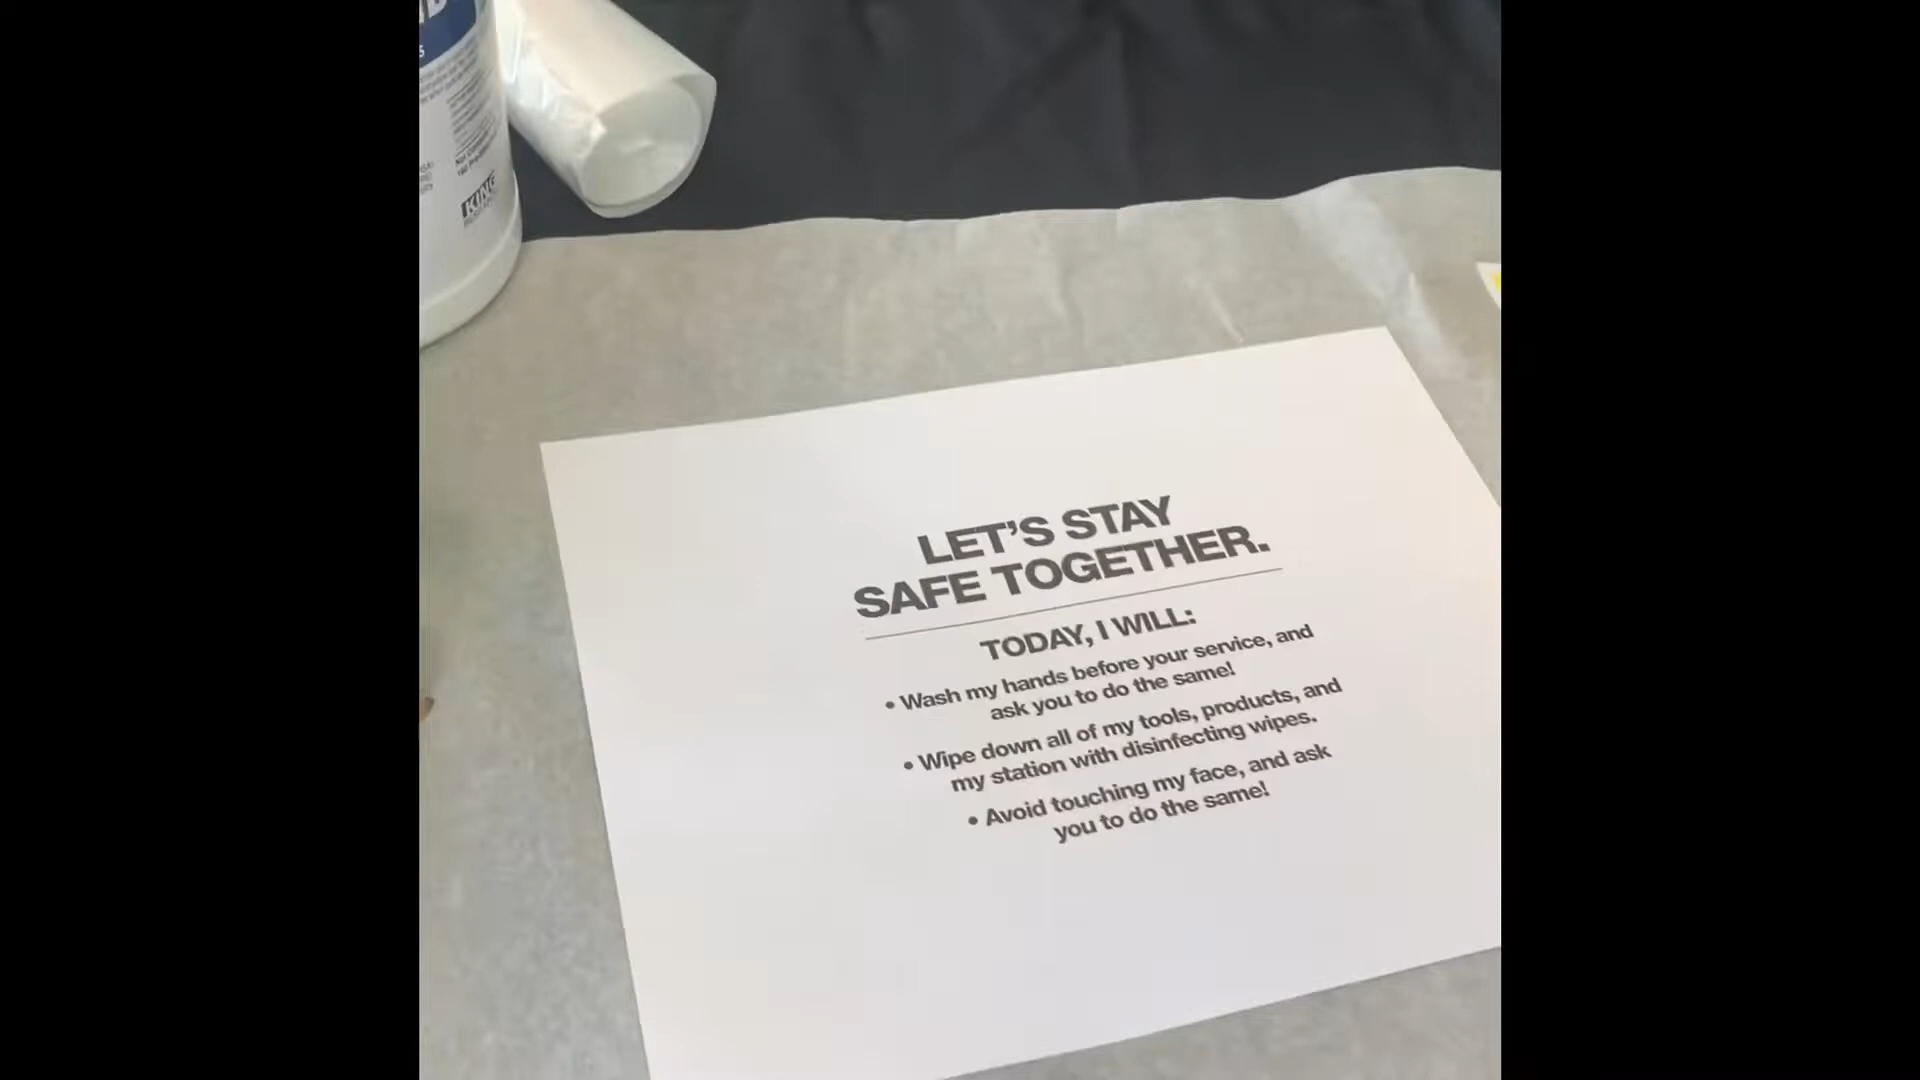 KING
RESEARCH
LET'S STAY
SAFE TOGETHER.
TODAY, I WILL:
• Wash my hands before your service, and
ask you to do the same!
• Wipe down all of my tools, products, and
my station with disinfecting wipes.
• Avoid touching my face, and ask
you to do the same!